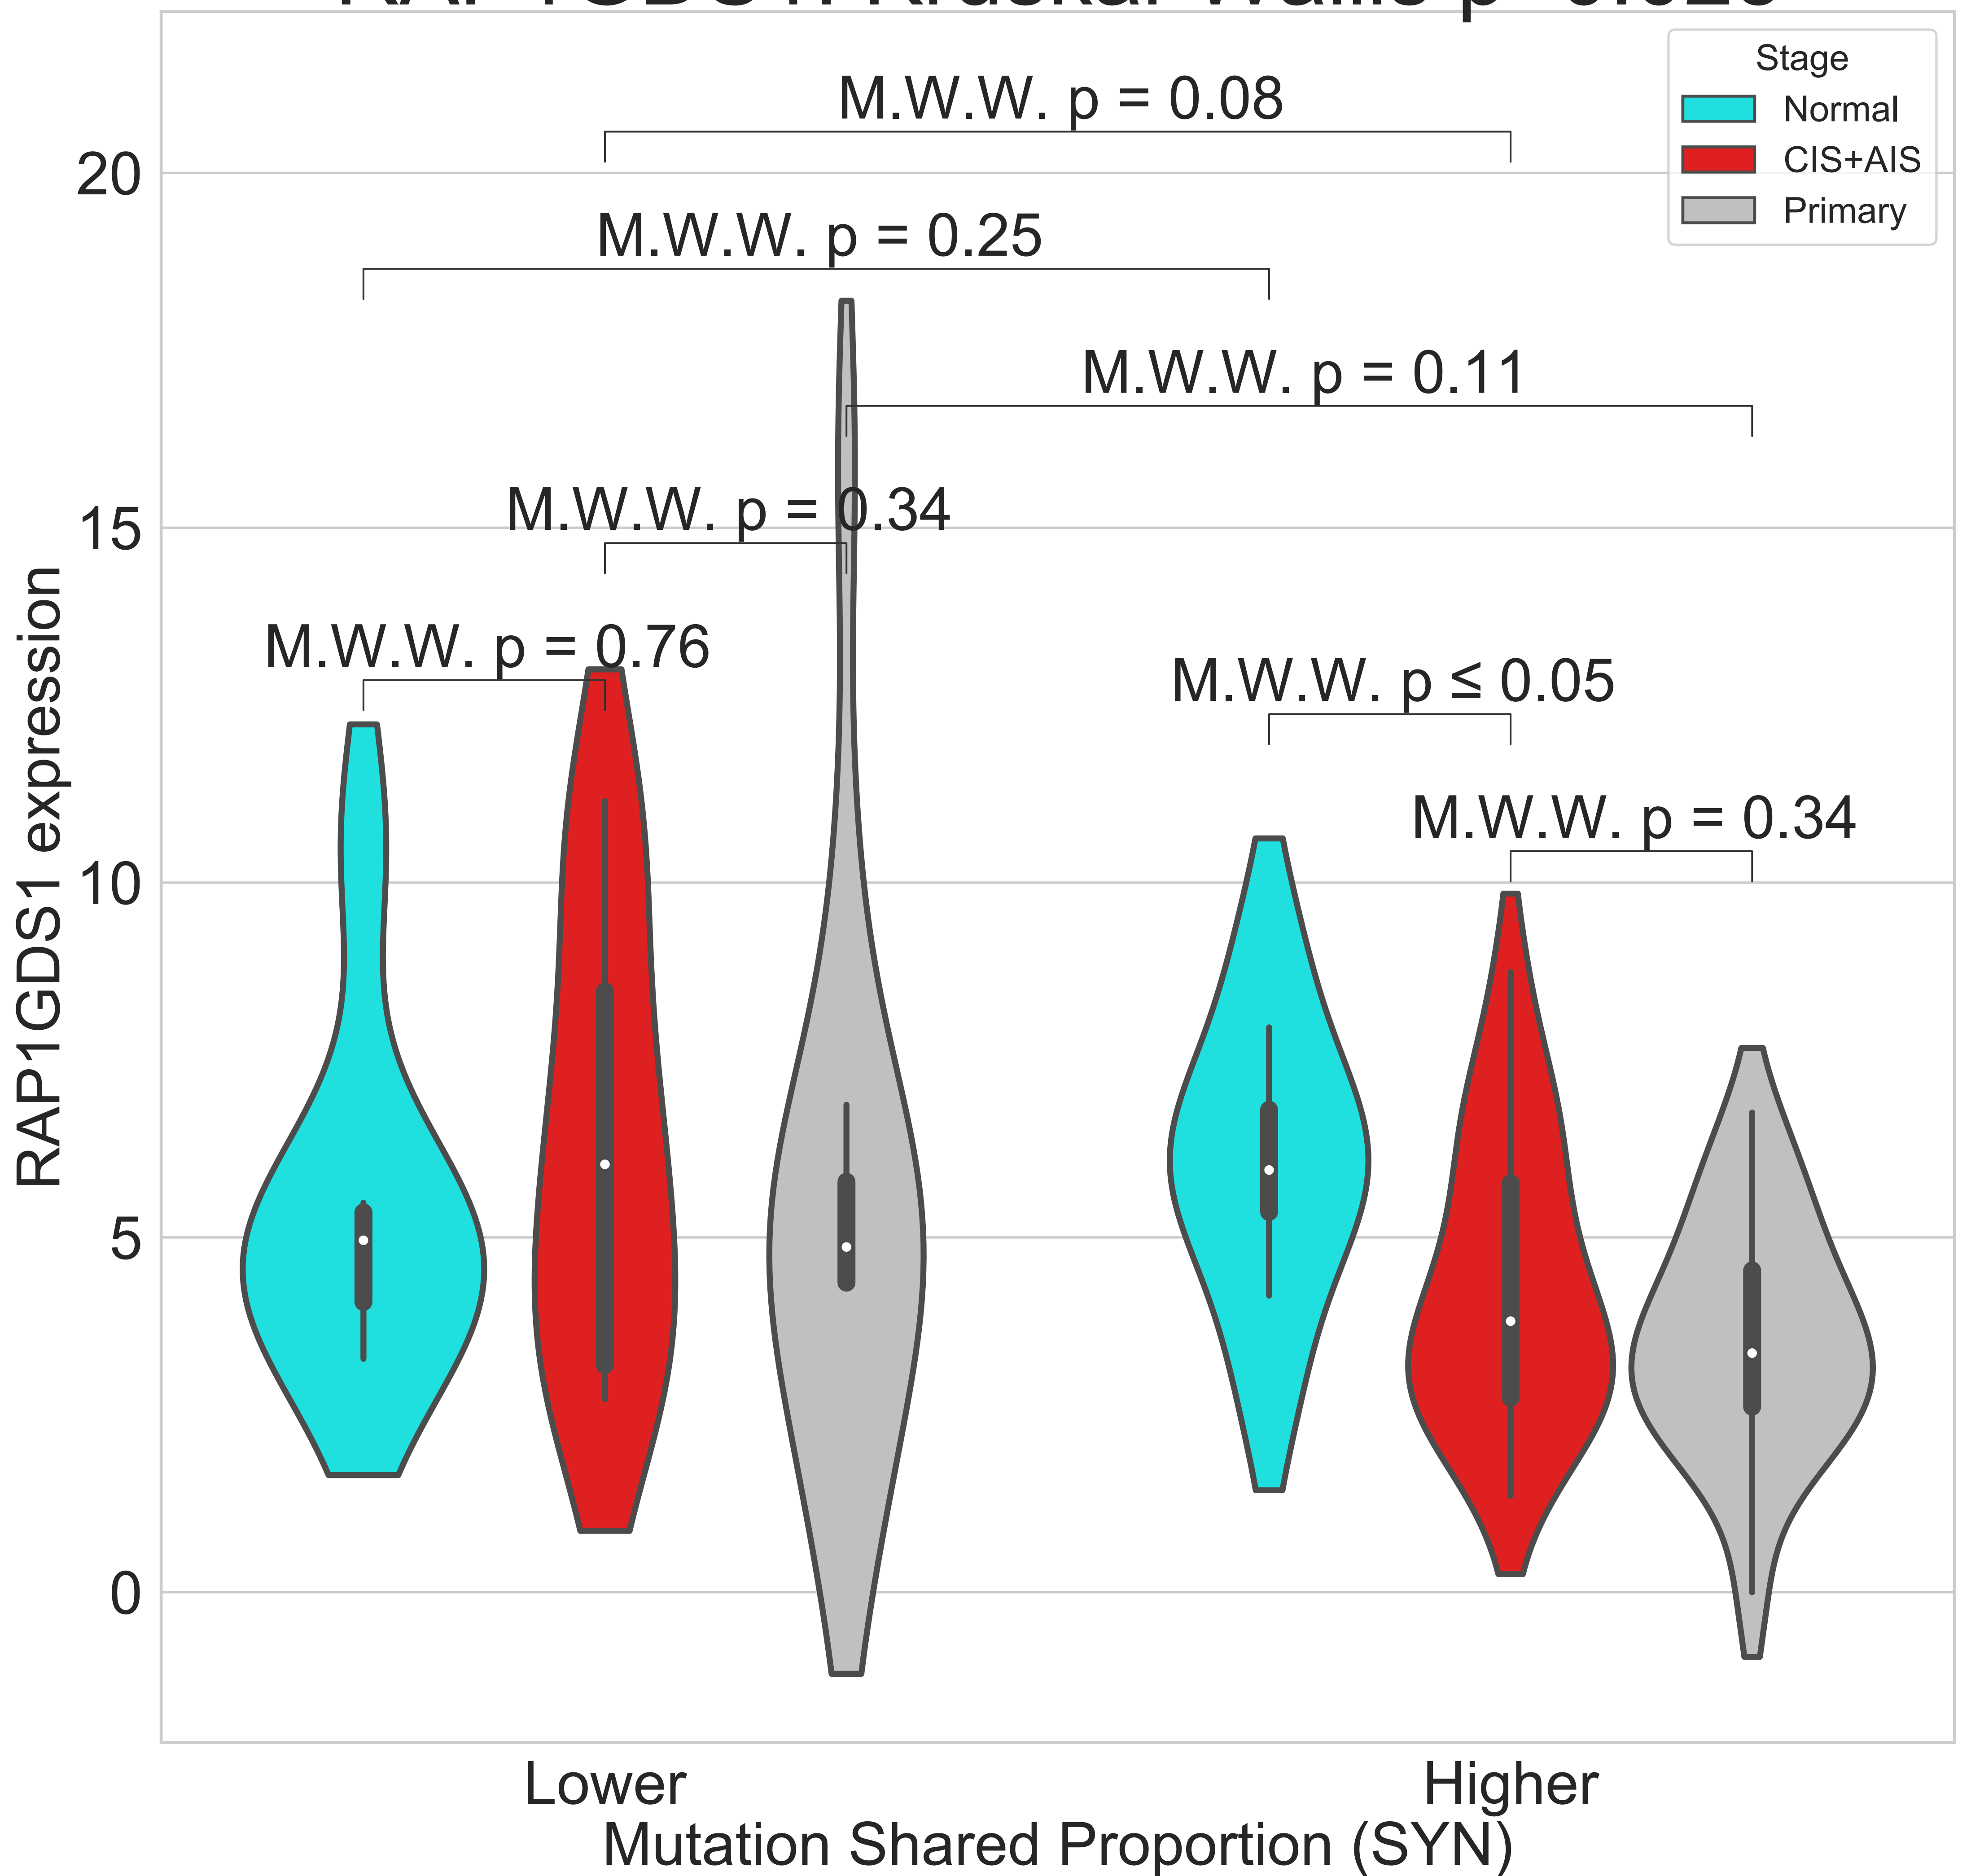 Stage
Normal
CIS+AIS
Primary
M.W.W. p = 0.08
M.W.W. p = 0.25
M.W.W. p = 0.11
M.W.W. p = 0.34
M.W.W. p = 0.76
M.W.W. p ≤ 0.05
M.W.W. p = 0.34
20
15
10
5
0
RAP1GDS1 expression
Lower
Higher
Mutation Shared Proportion (SYN)